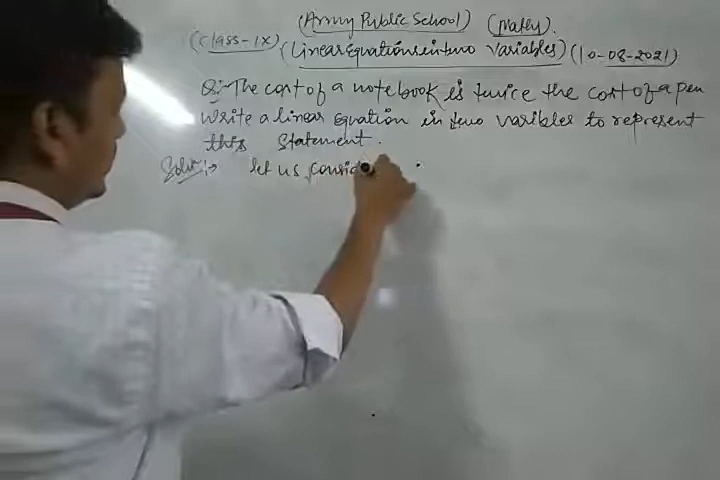 (Army Public School) (Maths).
(Class-IX) (Linear Equations in two Variables) (10-08-2021)
Q:- The cost of a notebook is twice the cost of a pen
Write a linear Equation in two variables to represent
this Statement.
Soln:→ let us consid